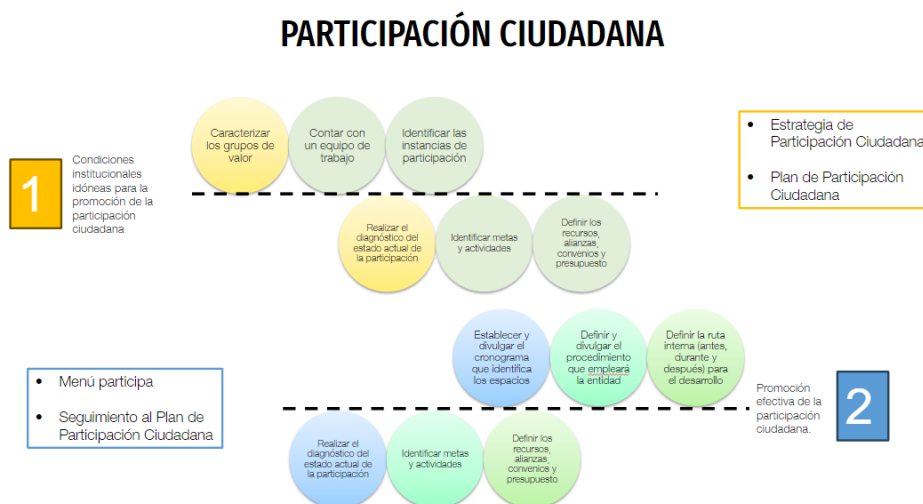 PARTICIPACIÓN CIUDADANA
1
Condiciones
institucionales
idóneas para la
promoción de la
participación
ciudadana
Caracterizar
los grupos de
valor
Contar con
un equipo de
trabajo
Identificar las
instancias de
participación
Realizar el
diagnóstico del
estado actual de
la participación
Identificar metas
y actividades
Definir los
recursos,
alianzas,
convenios y
presupuesto
• Estrategia de
Participación Ciudadana
• Plan de Participación
Ciudadana
• Menú participa
• Seguimiento al Plan de
Participación Ciudadana
Establecer y
divulgar el
cronograma
que identifica
los espacios
Definir y
divulgar el
procedimiento
que empleará
la entidad
Definir la ruta
interna (antes,
durante y
después) para
el desarrollo
Realizar el
diagnóstico del
estado actual de
la participación
Identificar metas
y actividades
Definir los
recursos,
alianzas,
convenios y
presupuesto
Promoción
efectiva de la
participación
ciudadana.
2